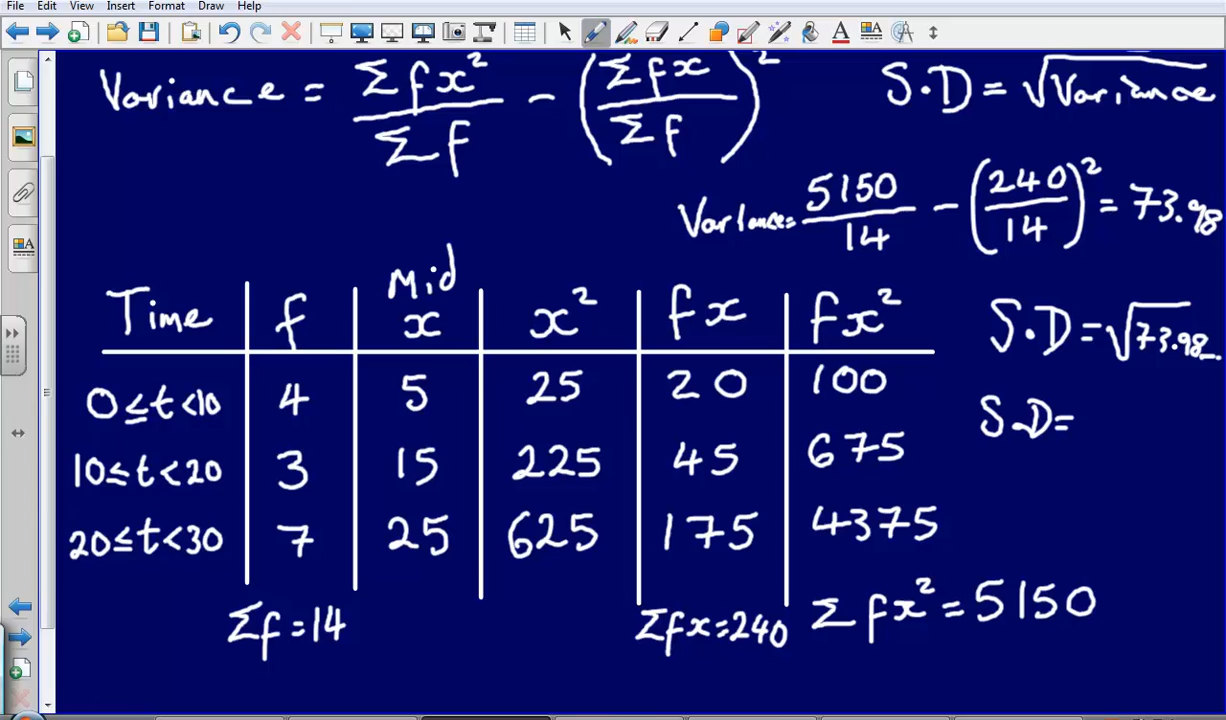 File Edit View Insert Format Draw Help
Variance = Σfx² / Σf − (Σfx / Σf)² S.D = √Variance
Variance = 5150/14 − (240/14)² = 73.98
Time f Mid x x² fx fx²
S.D = √73.98...
0≤t<10 4 5 25 20 100
S.D=
10≤t<20 3 15 225 45 675
20≤t<30 7 25 625 175 4375
Σf=14 Σfx=240 Σfx²=5150